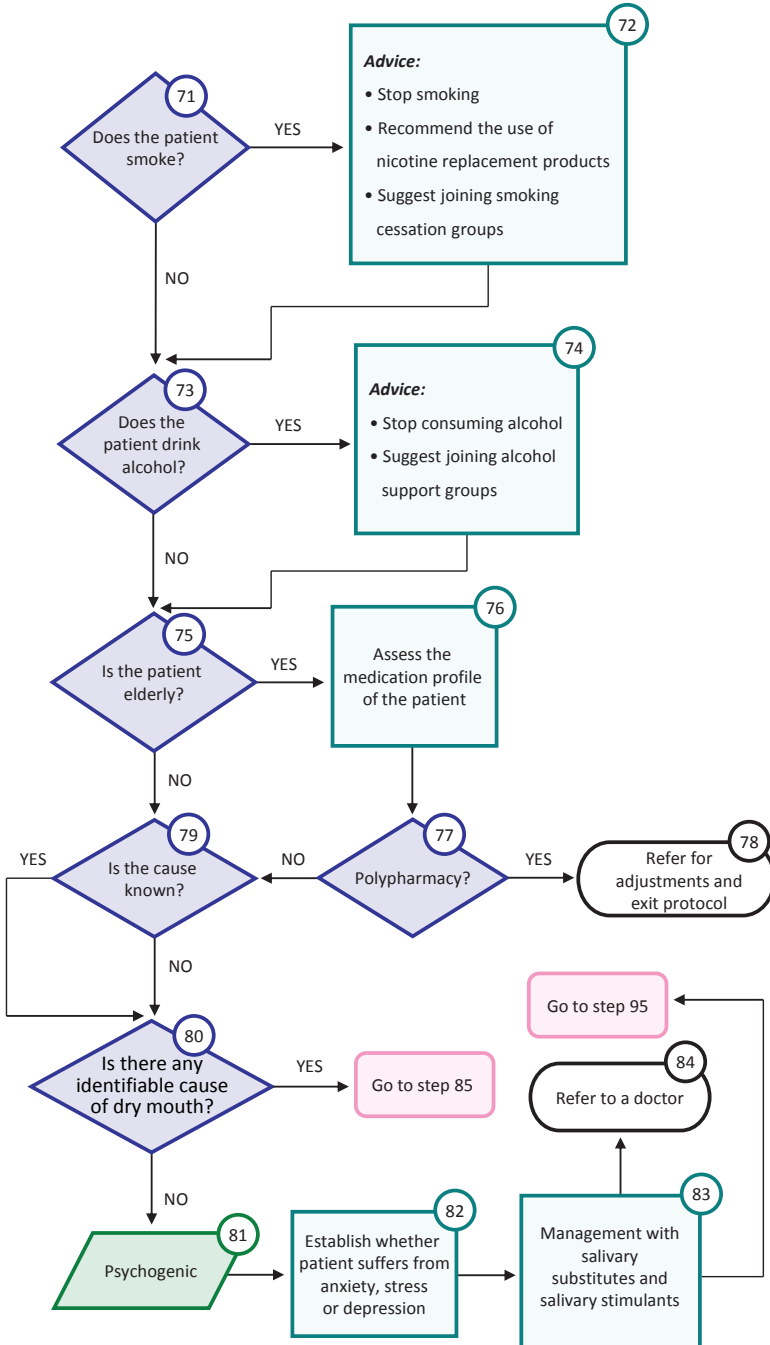 71
Does the patient
smoke?
YES
NO
72
Advice:
• Stop smoking
• Recommend the use of
nicotine replacement products
• Suggest joining smoking
cessation groups
73
Does the
patient drink
alcohol?
YES
NO
74
Advice:
• Stop consuming alcohol
• Suggest joining alcohol
support groups
75
Is the patient
elderly?
YES
NO
76
Assess the
medication profile
of the patient
79
Is the cause
known?
YES
NO
77
Polypharmacy?
NO
YES
78
Refer for
adjustments and
exit protocol
80
Is there any
identifiable cause
of dry mouth?
YES
NO
Go to step 85
Go to step 95
84
Refer to a doctor
81
Psychogenic
82
Establish whether
patient suffers from
anxiety, stress
or depression
83
Management with
salivary
substitutes and
salivary stimulants